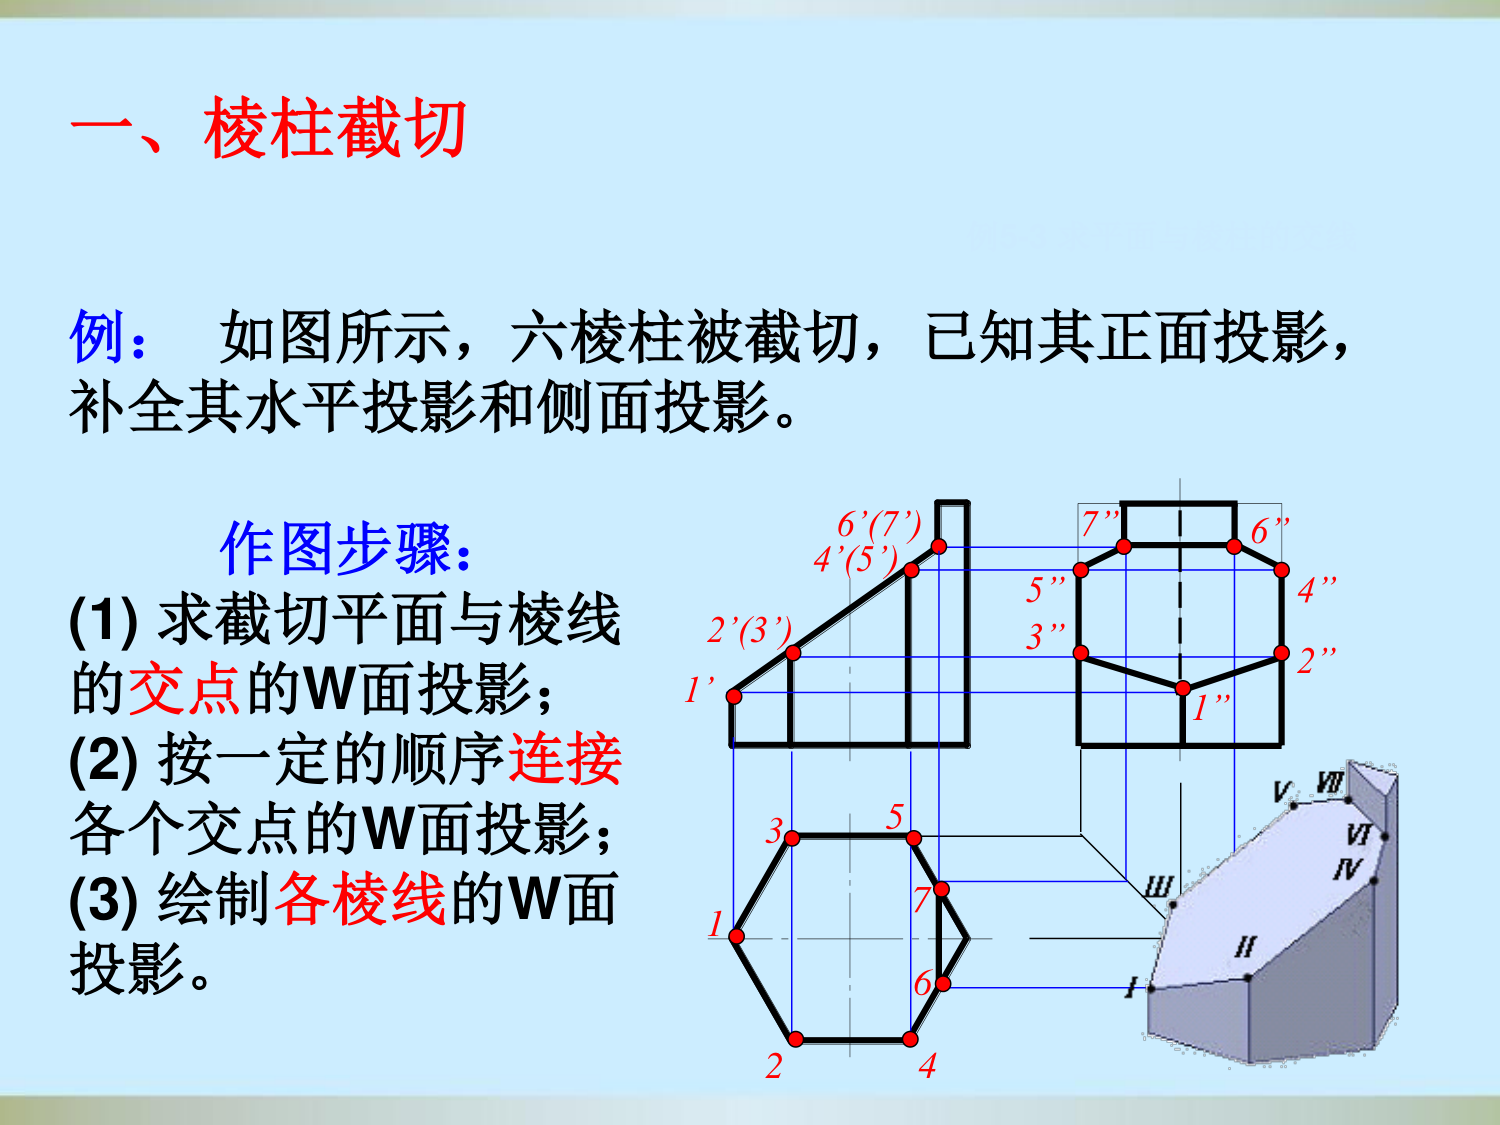 一、棱柱截切
例： 如图所示，六棱柱被截切，已知其正面投影，
补全其水平投影和侧面投影。
作图步骤：
(1) 求截切平面与棱线
的交点的W面投影；
(2) 按一定的顺序连接
各个交点的W面投影；
(3) 绘制各棱线的W面
投影。
6’(7’)
4’(5’)
2’(3’)
1’
7”
6”
5”
4”
3”
2”
1”
3
5
7
1
6
2
4
V
VII
VI
IV
III
II
I